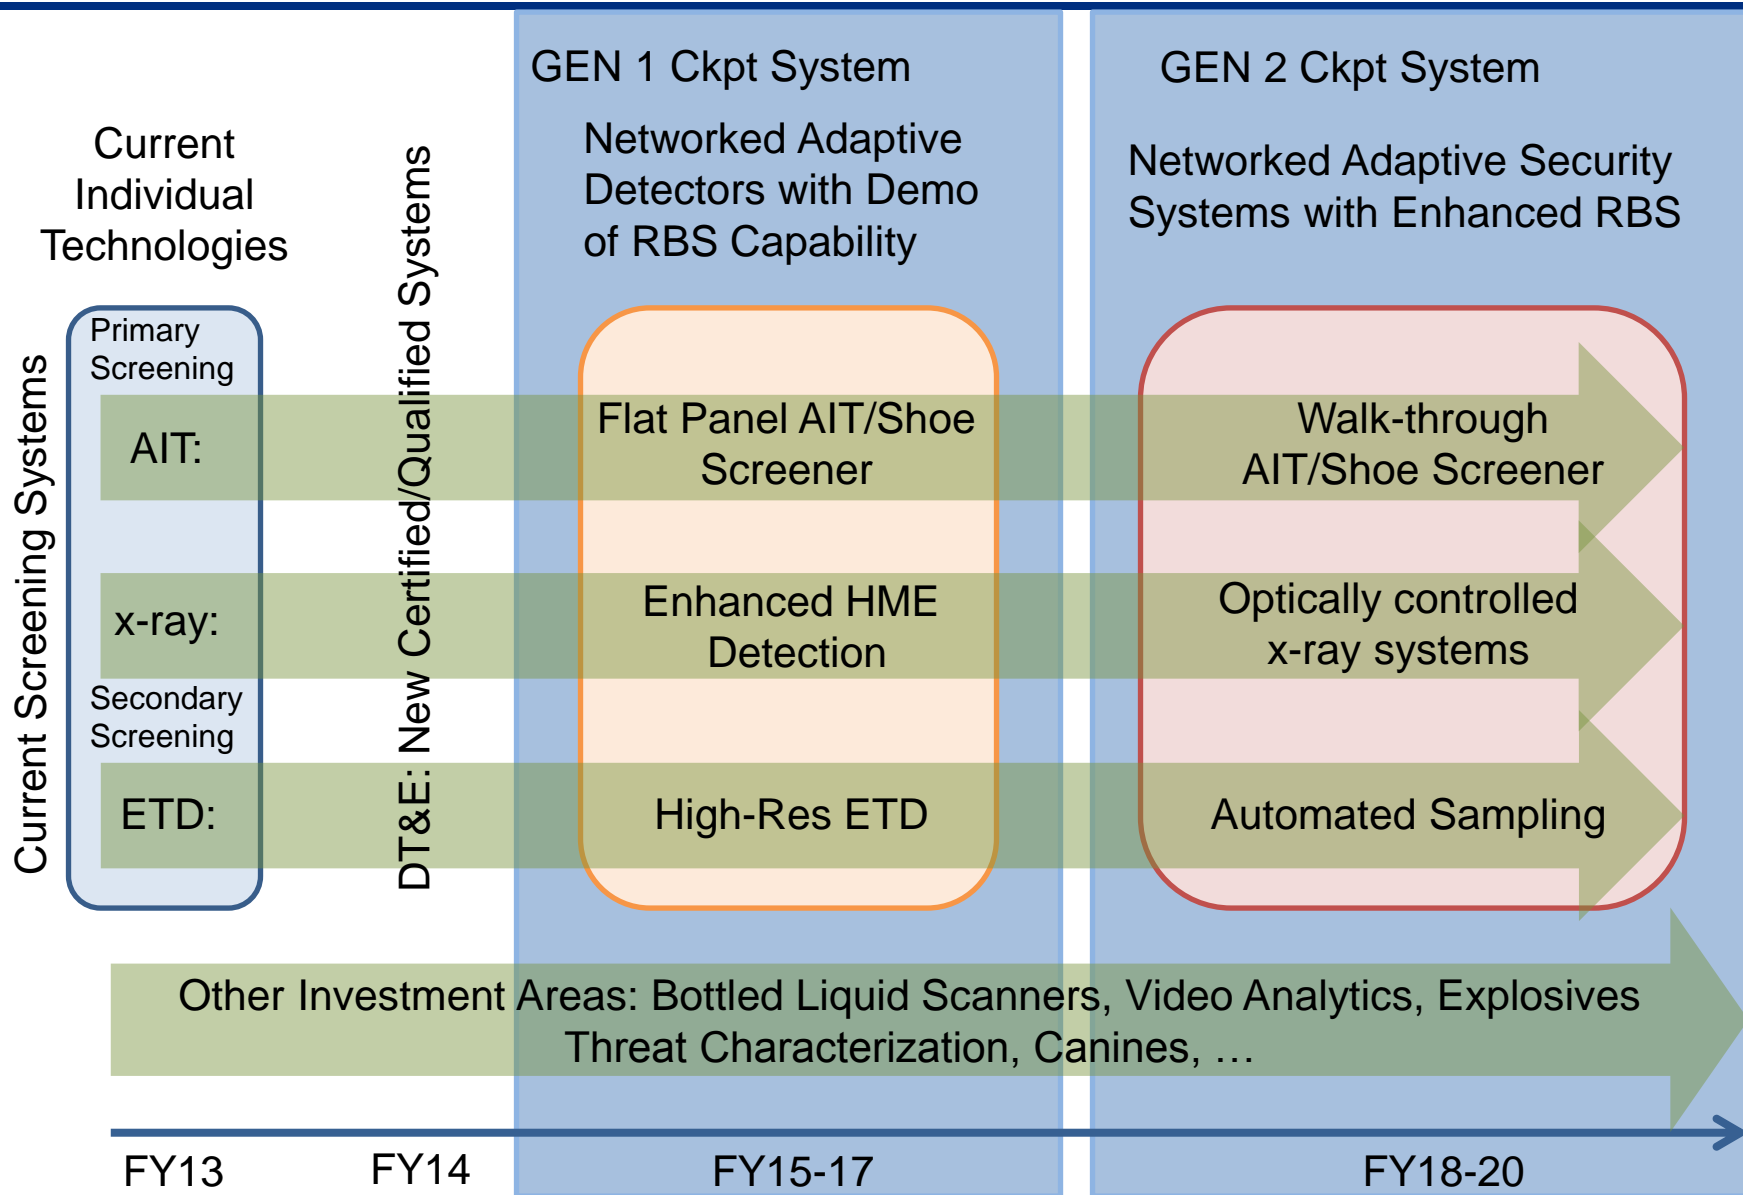 Current Screening Systems
Current
Individual
Technologies
Primary
Screening
AIT:
x-ray:
Secondary
Screening
ETD:
DT&E: New Certified/Qualified Systems
GEN 1 Ckpt System
Networked Adaptive
Detectors with Demo
of RBS Capability
Flat Panel AIT/Shoe
Screener
Enhanced HME
Detection
High-Res ETD
GEN 2 Ckpt System
Networked Adaptive Security
Systems with Enhanced RBS
Walk-through
AIT/Shoe Screener
Optically controlled
x-ray systems
Automated Sampling
Other Investment Areas: Bottled Liquid Scanners, Video Analytics, Explosives
Threat Characterization, Canines, …
FY13
FY14
FY15-17
FY18-20